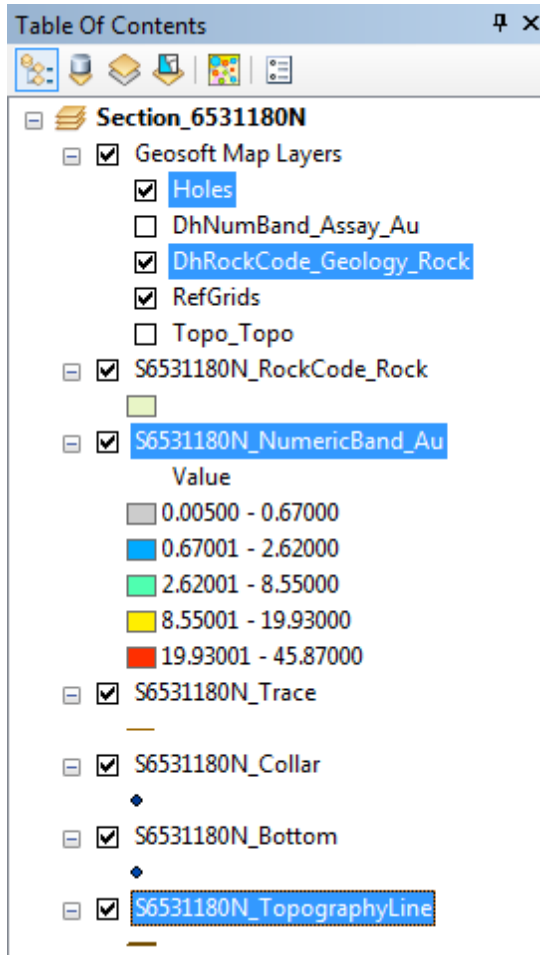 Table Of Contents
Section_6531180N
Geosoft Map Layers
Holes
DhNumBand_Assay_Au
DhRockCode_Geology_Rock
RefGrids
Topo_Topo
S6531180N_RockCode_Rock
S6531180N_NumericBand_Au
Value
0.00500 - 0.67000
0.67001 - 2.62000
2.62001 - 8.55000
8.55001 - 19.93000
19.93001 - 45.87000
S6531180N_Trace
S6531180N_Collar
S6531180N_Bottom
S6531180N_TopographyLine